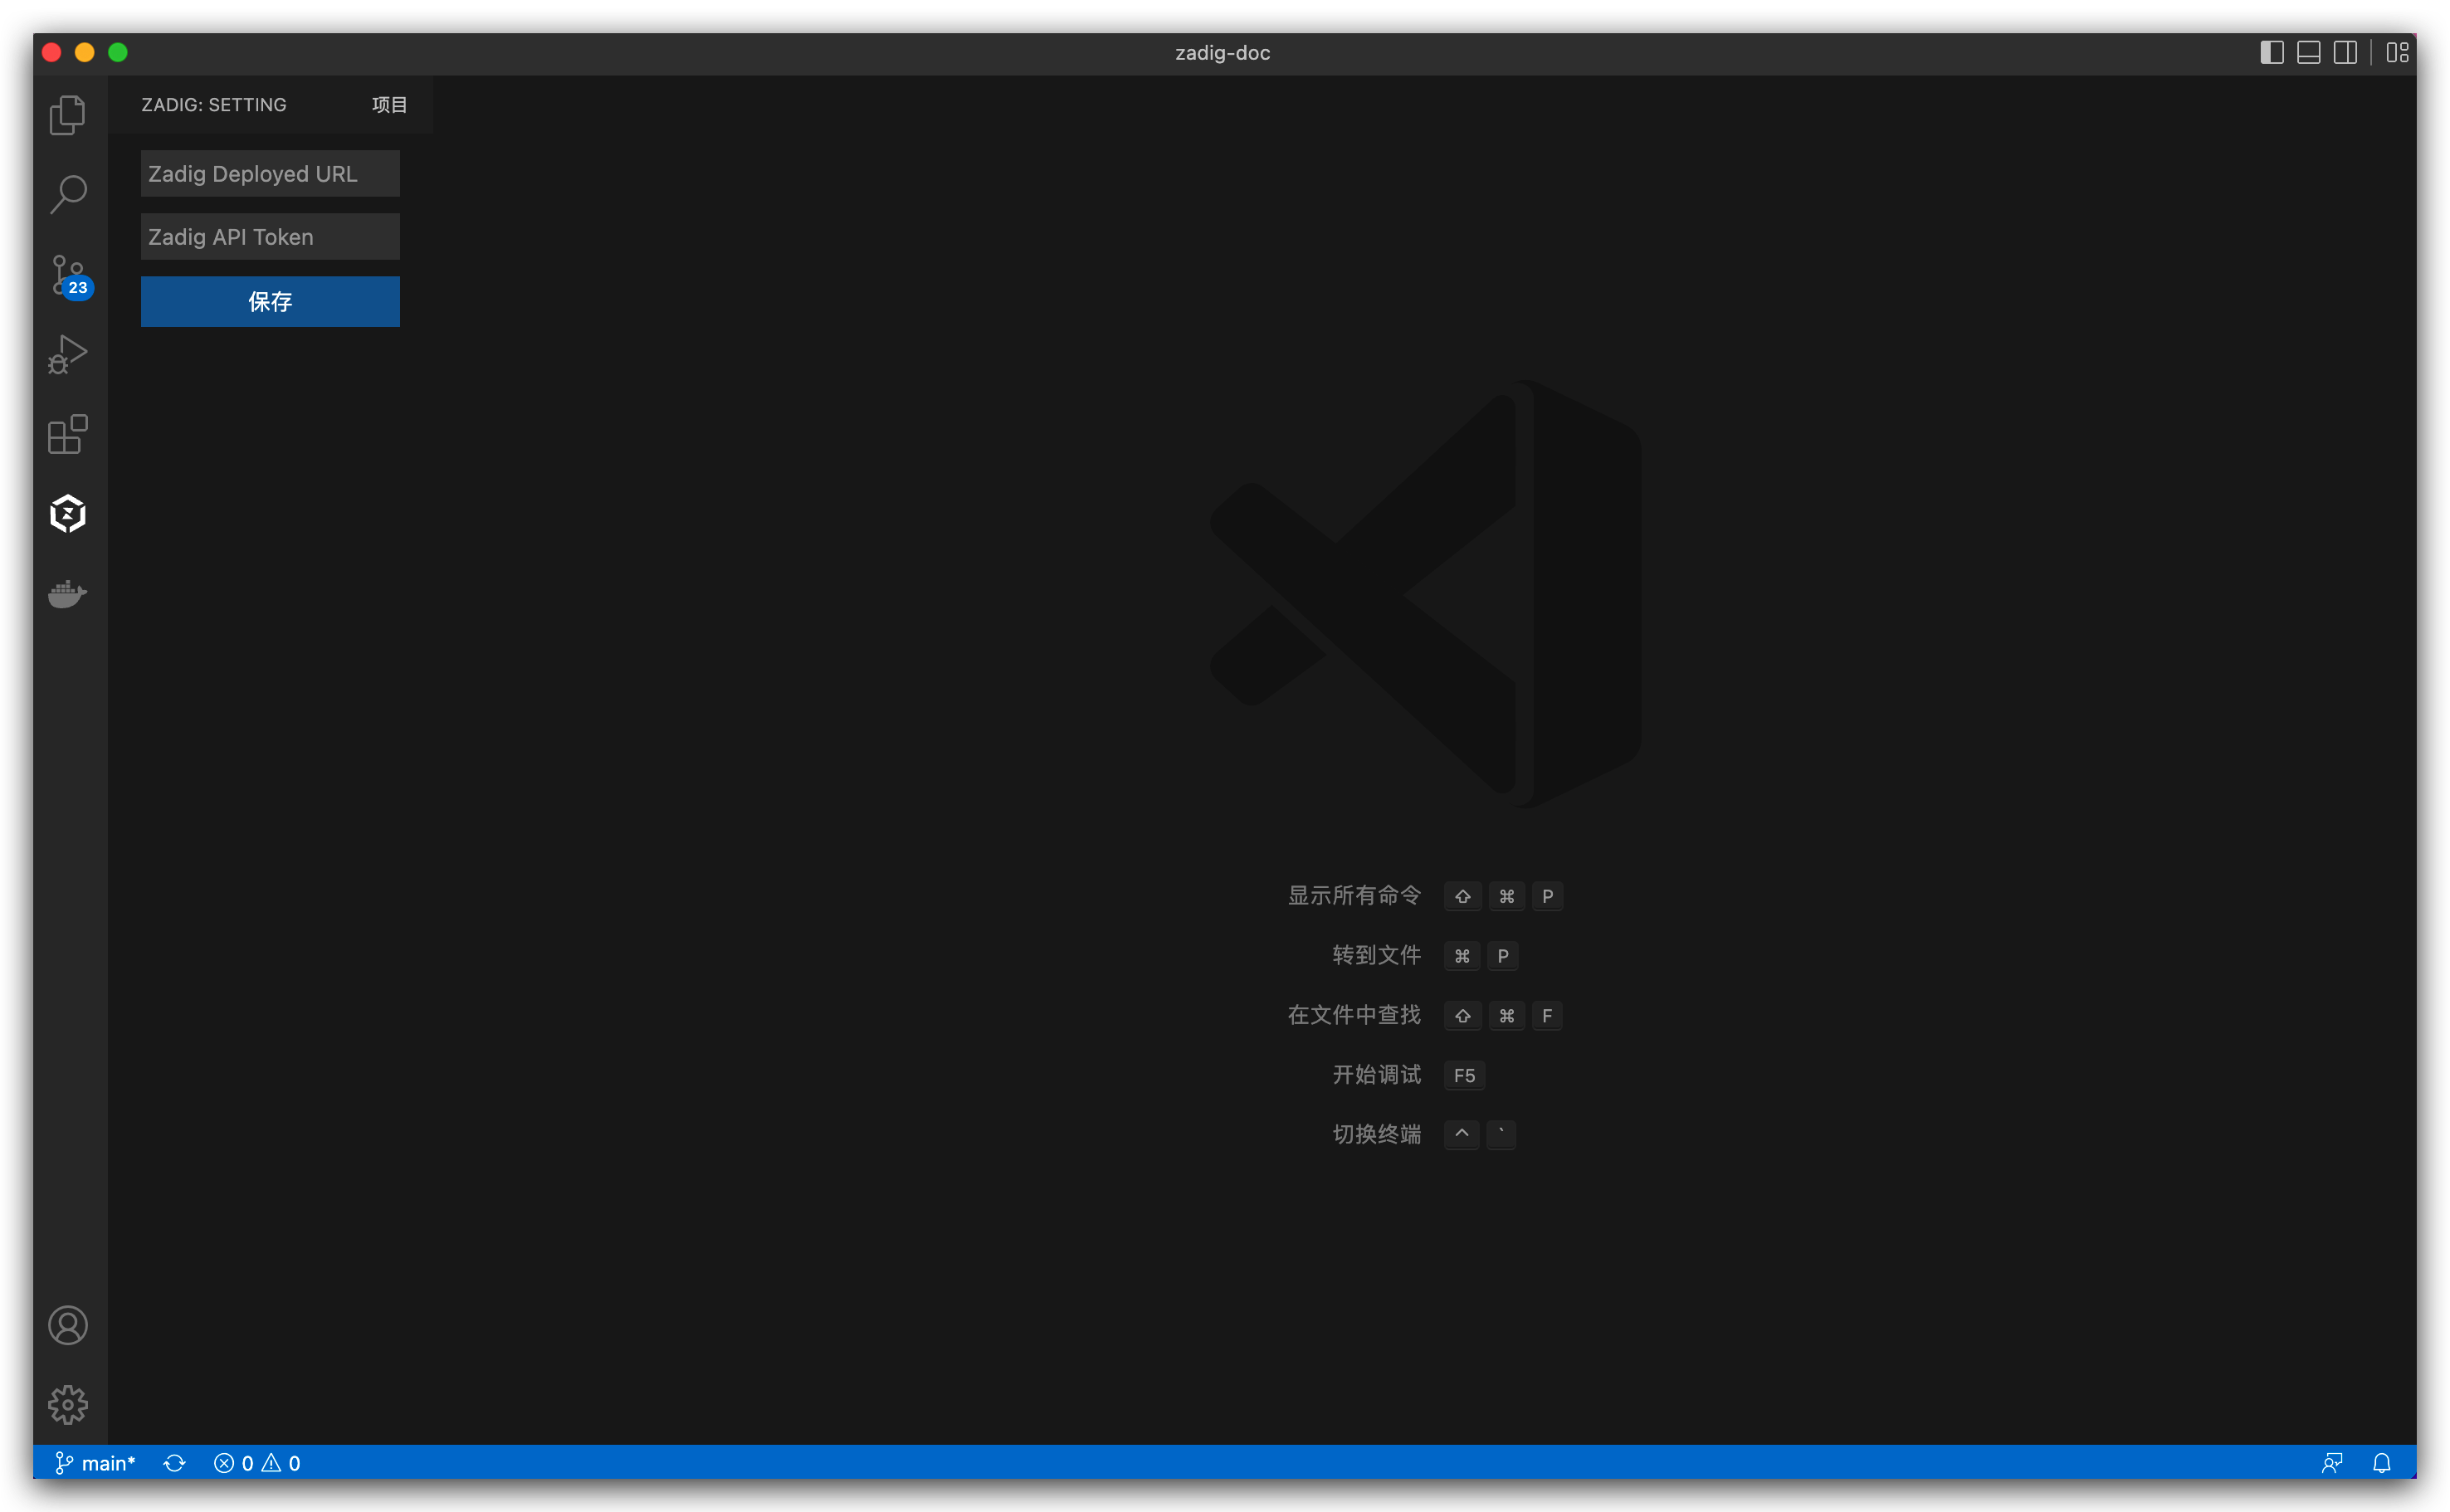 zadig-doc
ZADIG: SETTING 项目
Zadig Deployed URL
Zadig API Token
保存
23
显示所有命令 ⇧ ⌘ P
转到文件 ⌘ P
在文件中查找 ⇧ ⌘ F
开始调试 F5
切换终端 ^ `
main* 0 0